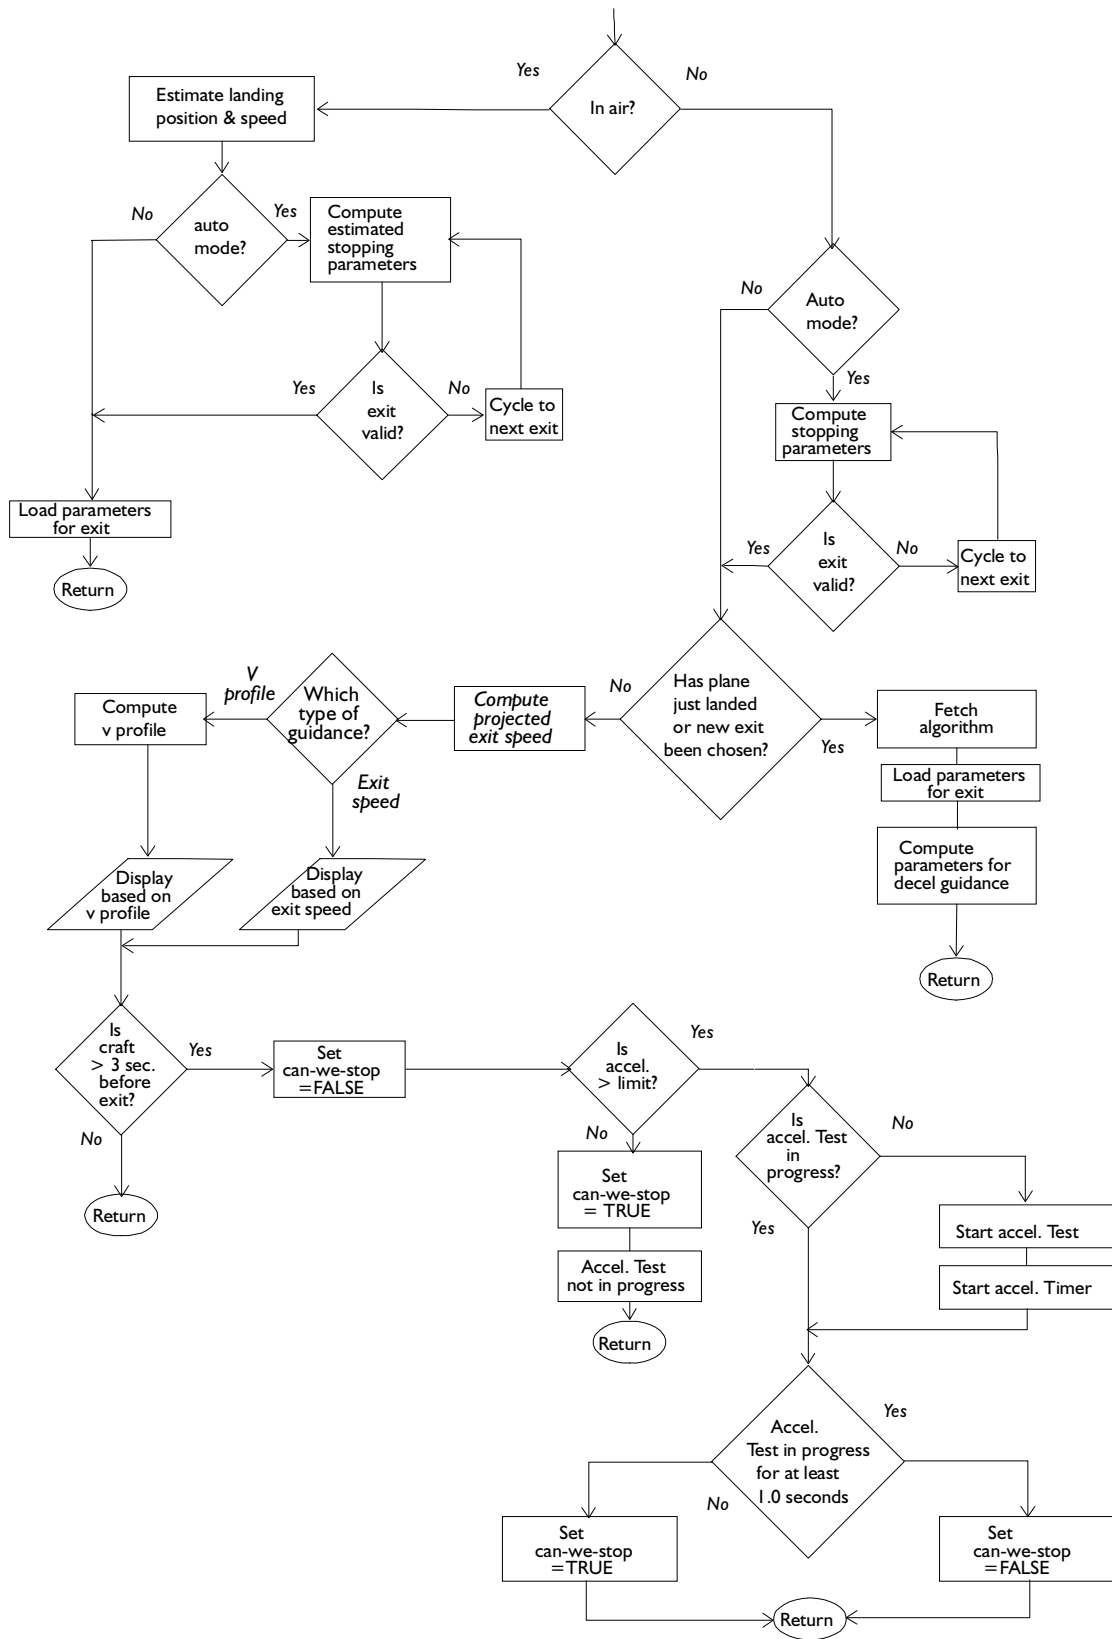 Yes
No
In air?
Estimate landing
position & speed
No
Yes
auto
mode?
Compute
estimated
stopping
parameters
No
Auto
mode?
Yes
Yes
Is
exit
valid?
No
Cycle to
next exit
Compute
stopping
parameters
Load parameters
for exit
Return
Yes
Is
exit
valid?
No
Cycle to
next exit
V
profile
Compute
v profile
Which
type of
guidance?
Exit
speed
Compute
projected
exit speed
No
Has plane
just landed
or new exit
been chosen?
Yes
Fetch
algorithm
Load parameters
for exit
Compute
parameters for
decel guidance
Return
Display
based on
v profile
Display
based on
exit speed
Is
craft
> 3 sec.
before
exit?
Yes
No
Return
Set
can-we-stop
=FALSE
Is
accel.
> limit?
Yes
No
Set
can-we-stop
= TRUE
Accel. Test
not in progress
Return
Is
accel. Test
in
progress?
No
Yes
Start accel. Test
Start accel. Timer
Accel.
Test in progress
for at least
1.0 seconds
Yes
No
Set
can-we-stop
=TRUE
Set
can-we-stop
=FALSE
Return